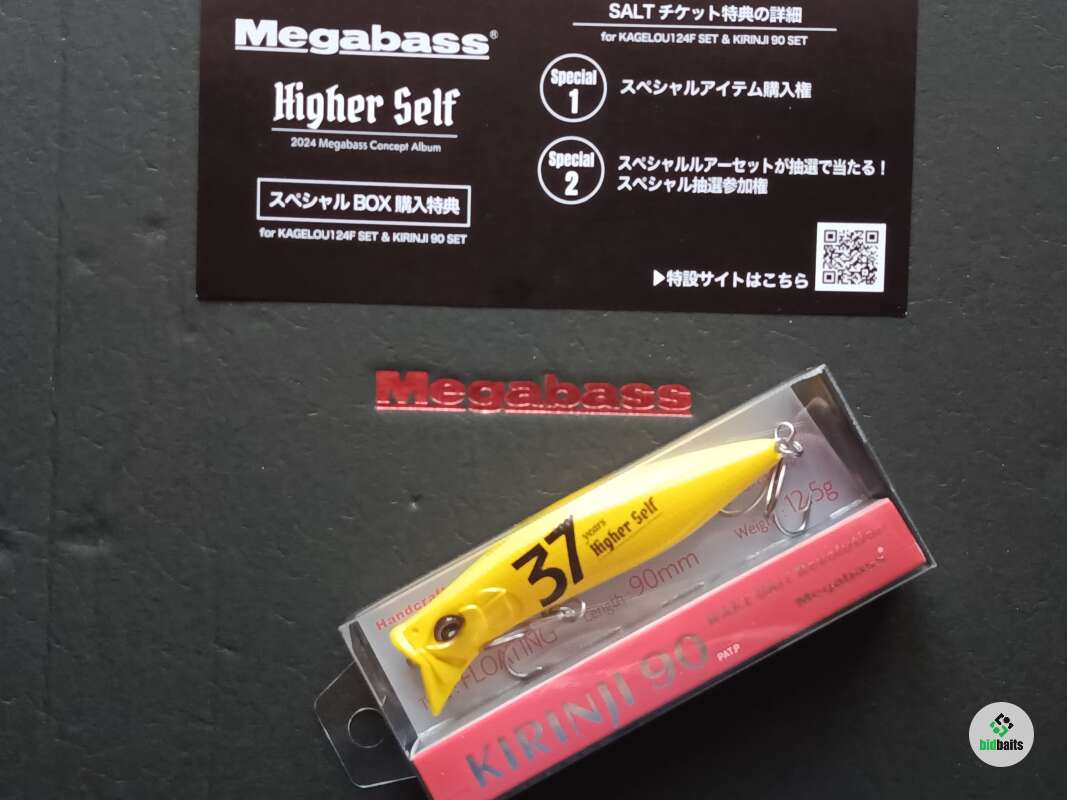 Megabass®
Higher Self
2024 Megabass Concept Album
スペシャル BOX 購入特典
for KAGELOU124F SET & KIRINJI 90 SET
SALT チケット特典の詳細
for KAGELOU124F SET & KIRINJI 90 SET
Special
1
スペシャルアイテム購入権
Special
2
スペシャルルアーセットが抽選で当たる！
スペシャル抽選参加権
▶特設サイトはこちら
Megabass
37
years
Higher Self
Handcraf
FLOATING
Length : 90mm
Weight : 12.5g
KIRINJI 90
PAT.P
WAKE BAIT Revolution
Megabass
bidbaits